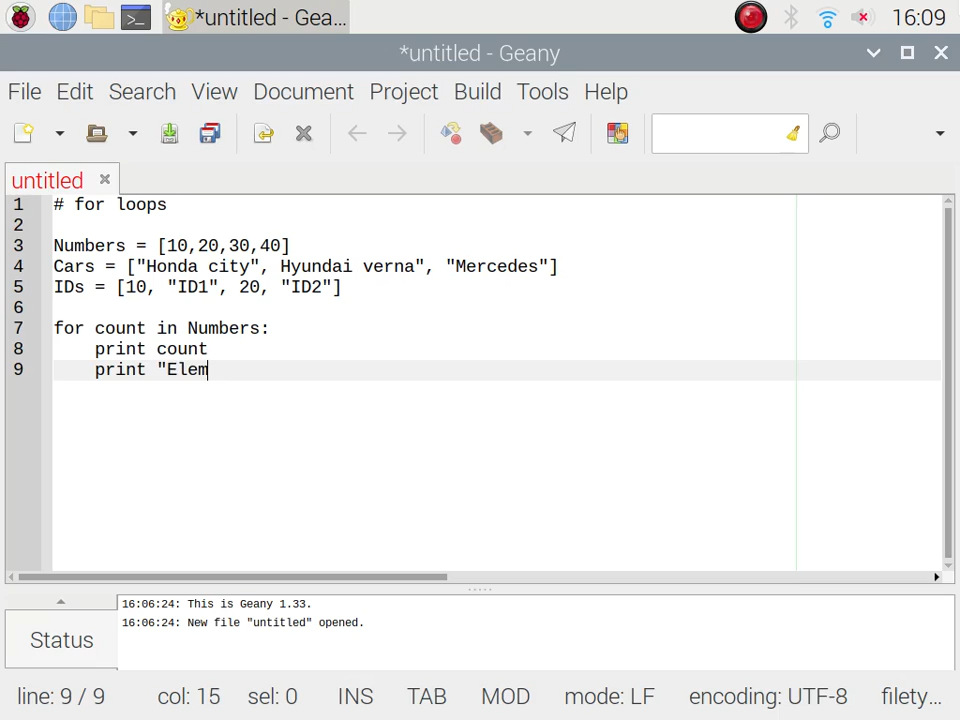 *untitled - Gea...
16:09
*untitled - Geany
File Edit Search View Document Project Build Tools Help
untitled
1 # for loops
2
3 Numbers = [10,20,30,40]
4 Cars = ["Honda city", Hyundai verna", "Mercedes"]
5 IDs = [10, "ID1", 20, "ID2"]
6
7 for count in Numbers:
8     print count
9     print "Elem
Status
16:06:24: This is Geany 1.33.
16:06:24: New file "untitled" opened.
line: 9 / 9 col: 15 sel: 0 INS TAB MOD mode: LF encoding: UTF-8 filety...